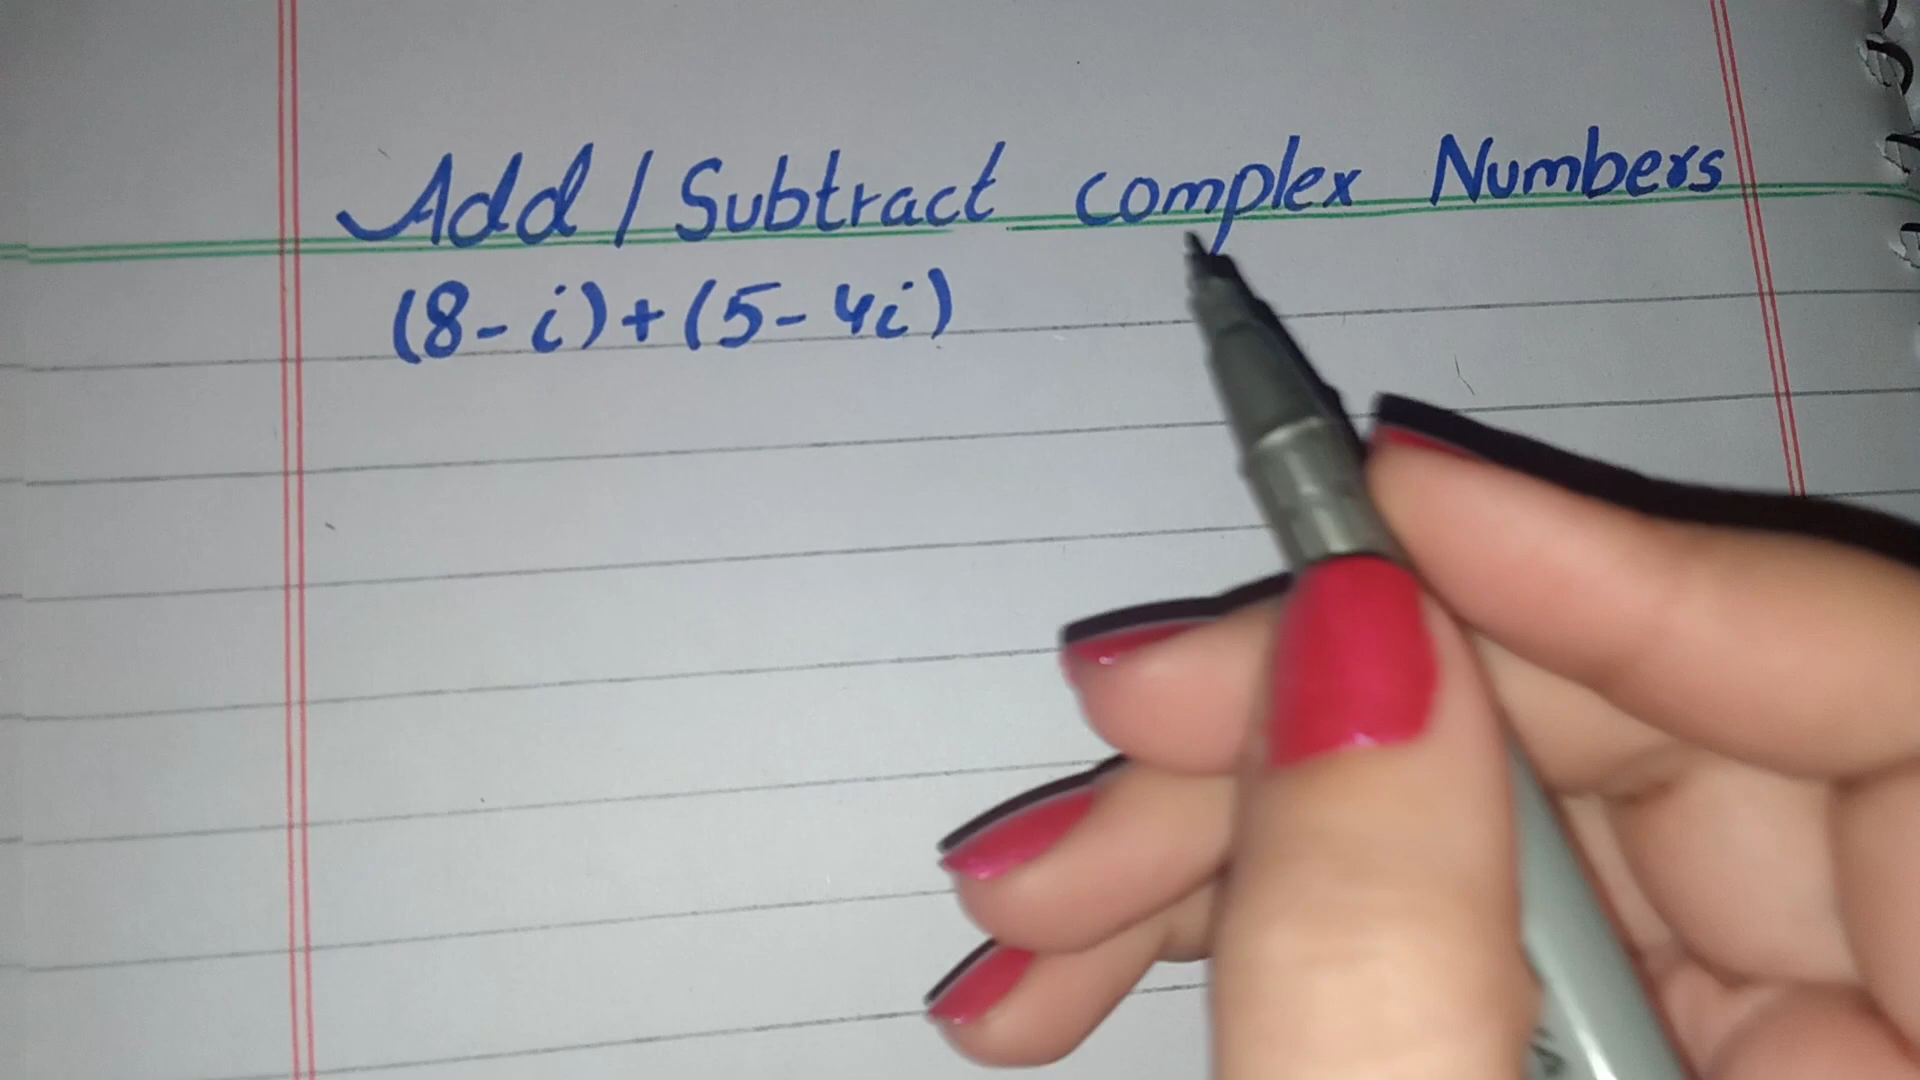 Add / Subtract complex Numbers
(8 - i) + (5 - 4i)